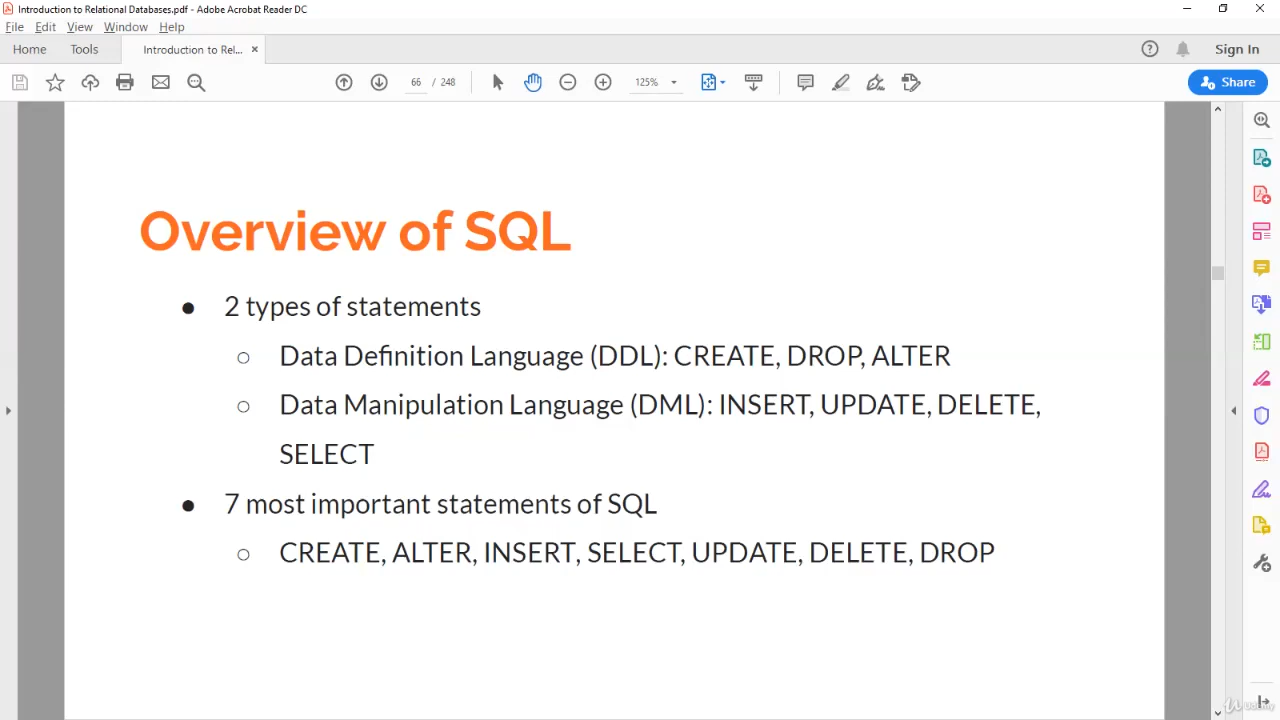 Introduction to Relational Databases.pdf - Adobe Acrobat Reader DC
File Edit View Window Help
Home Tools Introduction to Rel... × Sign In
66 / 248 125% Share
Overview of SQL
● 2 types of statements
○ Data Definition Language (DDL): CREATE, DROP, ALTER
○ Data Manipulation Language (DML): INSERT, UPDATE, DELETE,
SELECT
● 7 most important statements of SQL
○ CREATE, ALTER, INSERT, SELECT, UPDATE, DELETE, DROP
Udemy